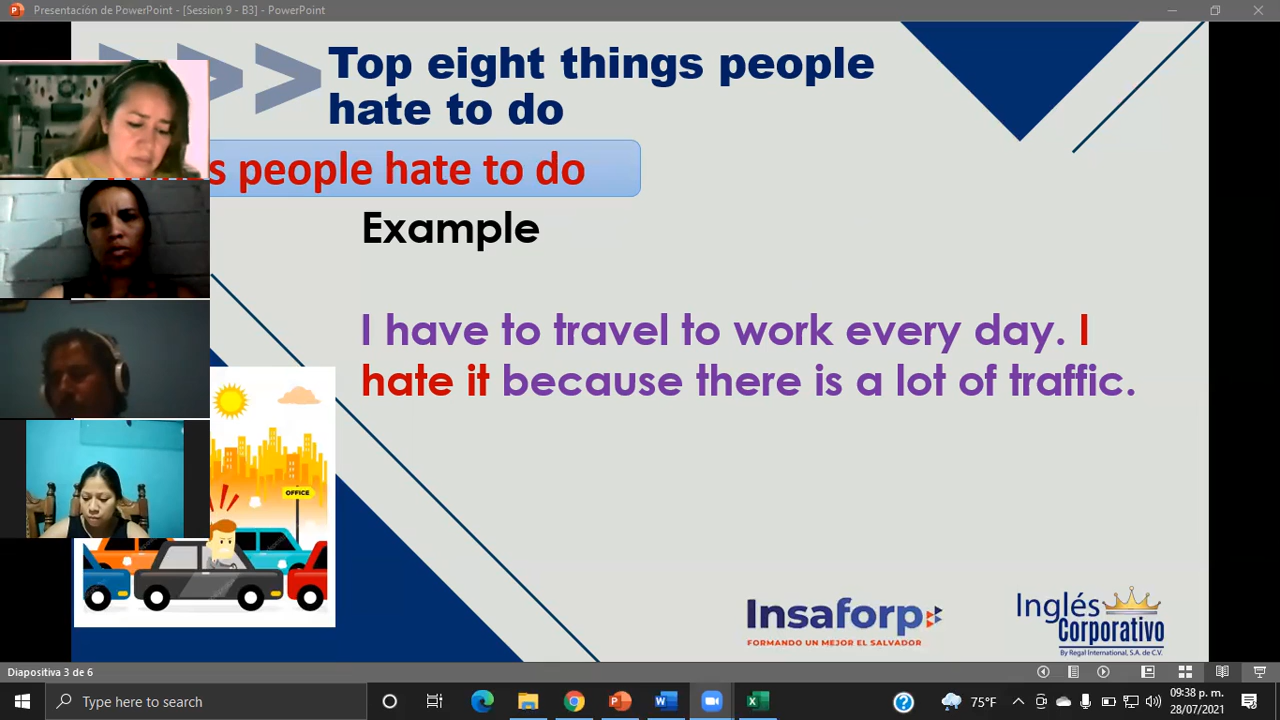 Presentación de PowerPoint - [Session 9 - B3] - PowerPoint
Top eight things people
hate to do
people hate to do
Example
I have to travel to work every day. I
hate it because there is a lot of traffic.
OFFICE
Insaforp
FORMANDO UN MEJOR EL SALVADOR
Inglés
Corporativo
By Regal International, S.A. de C.V.
Diapositiva 3 de 6
Type here to search
75°F
09:38 p. m.
28/07/2021